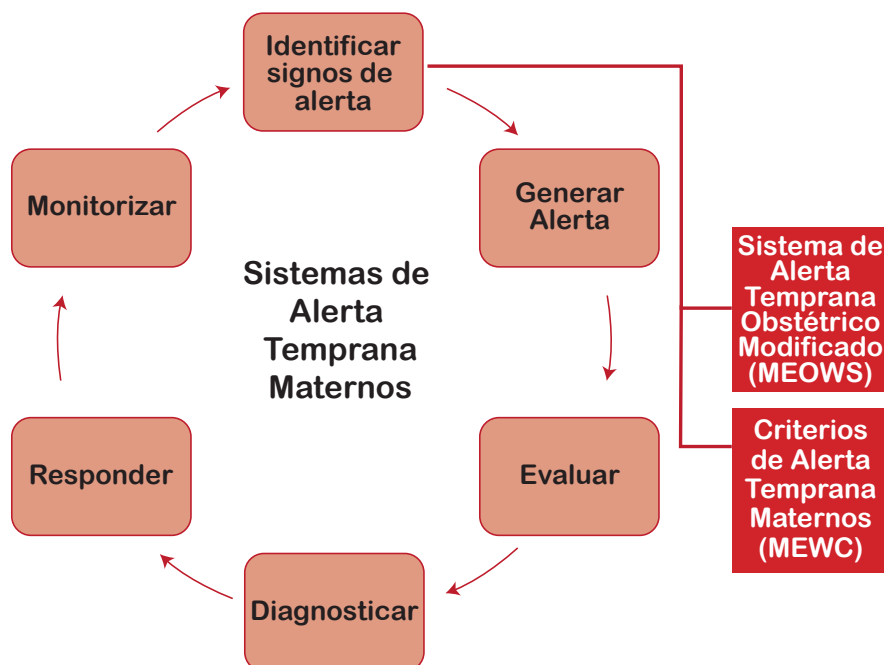 Identificar
signos de
alerta
Generar
Alerta
Evaluar
Diagnosticar
Responder
Monitorizar
Sistemas de
Alerta
Temprana
Maternos
Sistema de
Alerta
Temprana
Obstétrico
Modificado
(MEOWS)
Criterios
de Alerta
Temprana
Maternos
(MEWC)